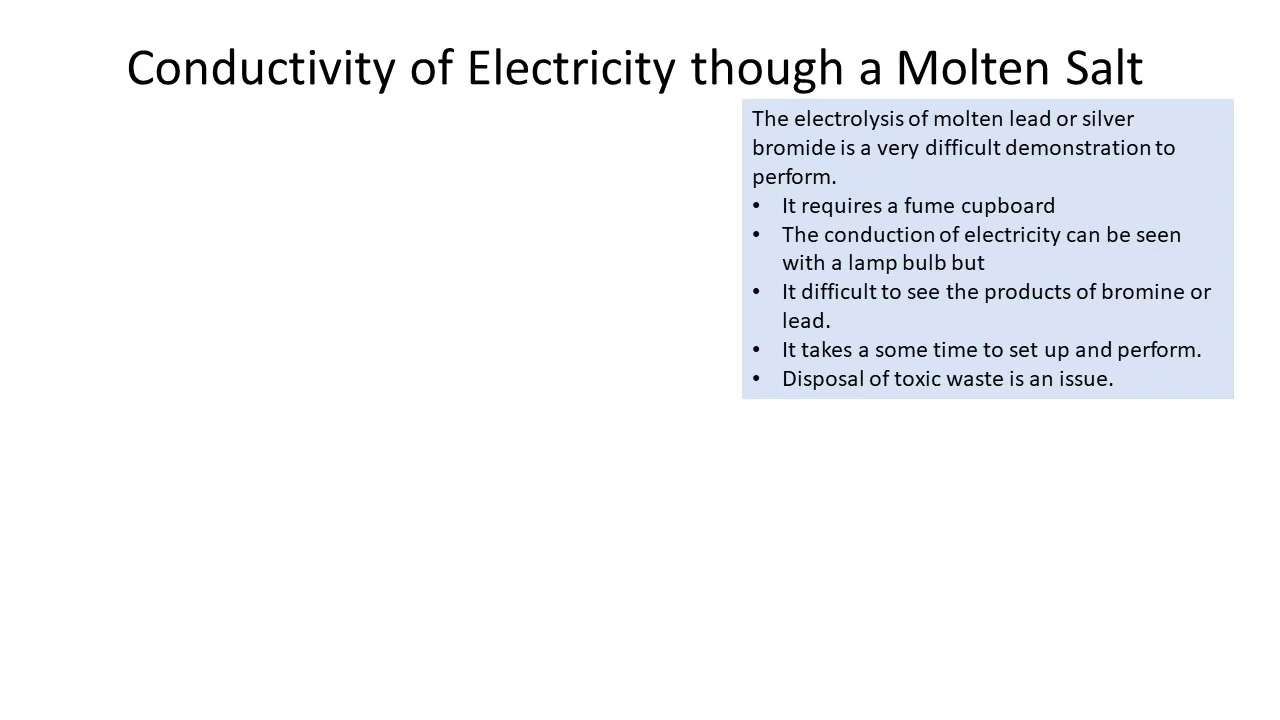 Conductivity of Electricity though a Molten Salt
The electrolysis of molten lead or silver
bromide is a very difficult demonstration to
perform.
• It requires a fume cupboard
• The conduction of electricity can be seen
with a lamp bulb but
• It difficult to see the products of bromine or
lead.
• It takes a some time to set up and perform.
• Disposal of toxic waste is an issue.